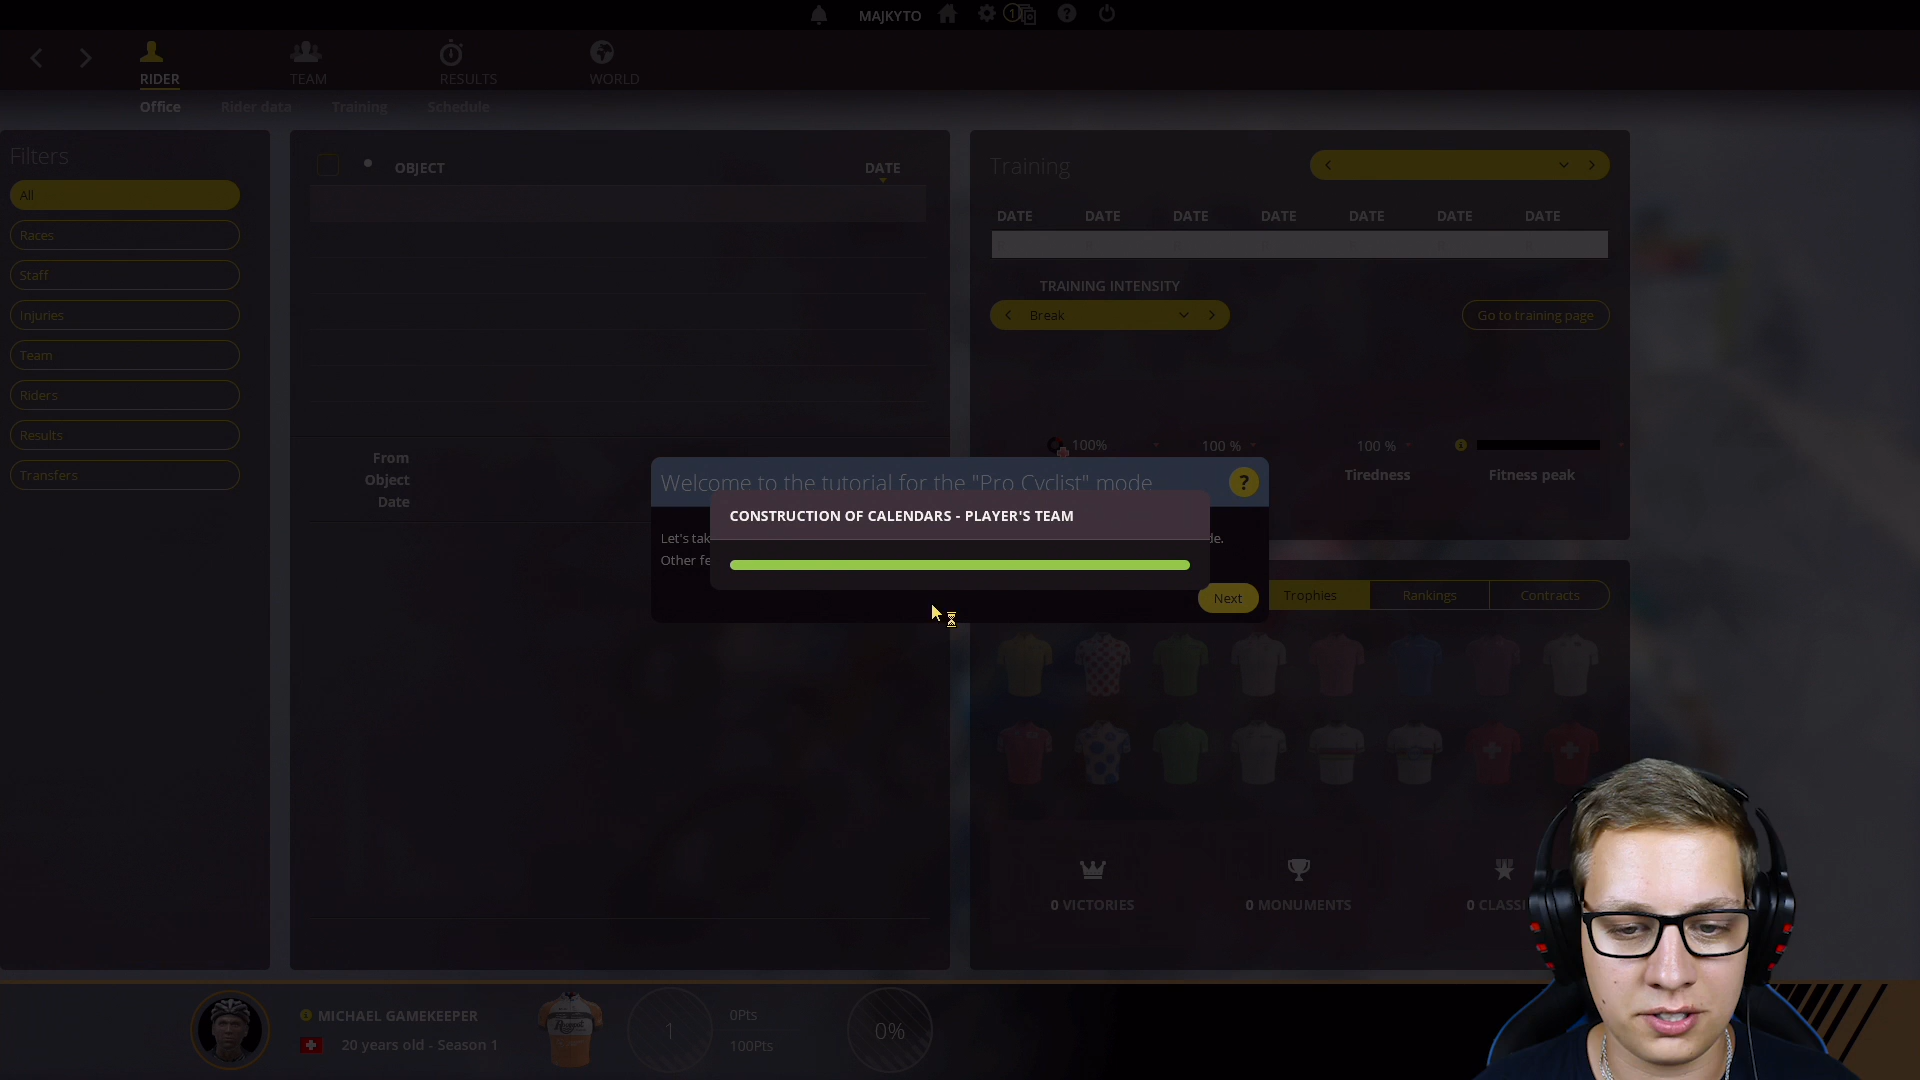 MAJKYTO
1
?
RIDER
TEAM
RESULTS
WORLD
Office
Rider data
Training
Schedule
Filters
All
Races
Staff
Injuries
Team
Riders
Results
Transfers
OBJECT
DATE
From
Object
Date
Training
DATE DATE DATE DATE DATE DATE DATE
TRAINING INTENSITY
Break
Go to training page
100%
100 %
100 %
Tiredness
Fitness peak
Welcome to the tutorial for the "Pro Cyclist" mode
?
CONSTRUCTION OF CALENDARS - PLAYER'S TEAM
Let's
Other
Next
Trophies
Rankings
Contracts
0 VICTORIES
0 MONUMENTS
0
MICHAEL GAMEKEEPER
20 years old - Season 1
1
0Pts
100Pts
0%